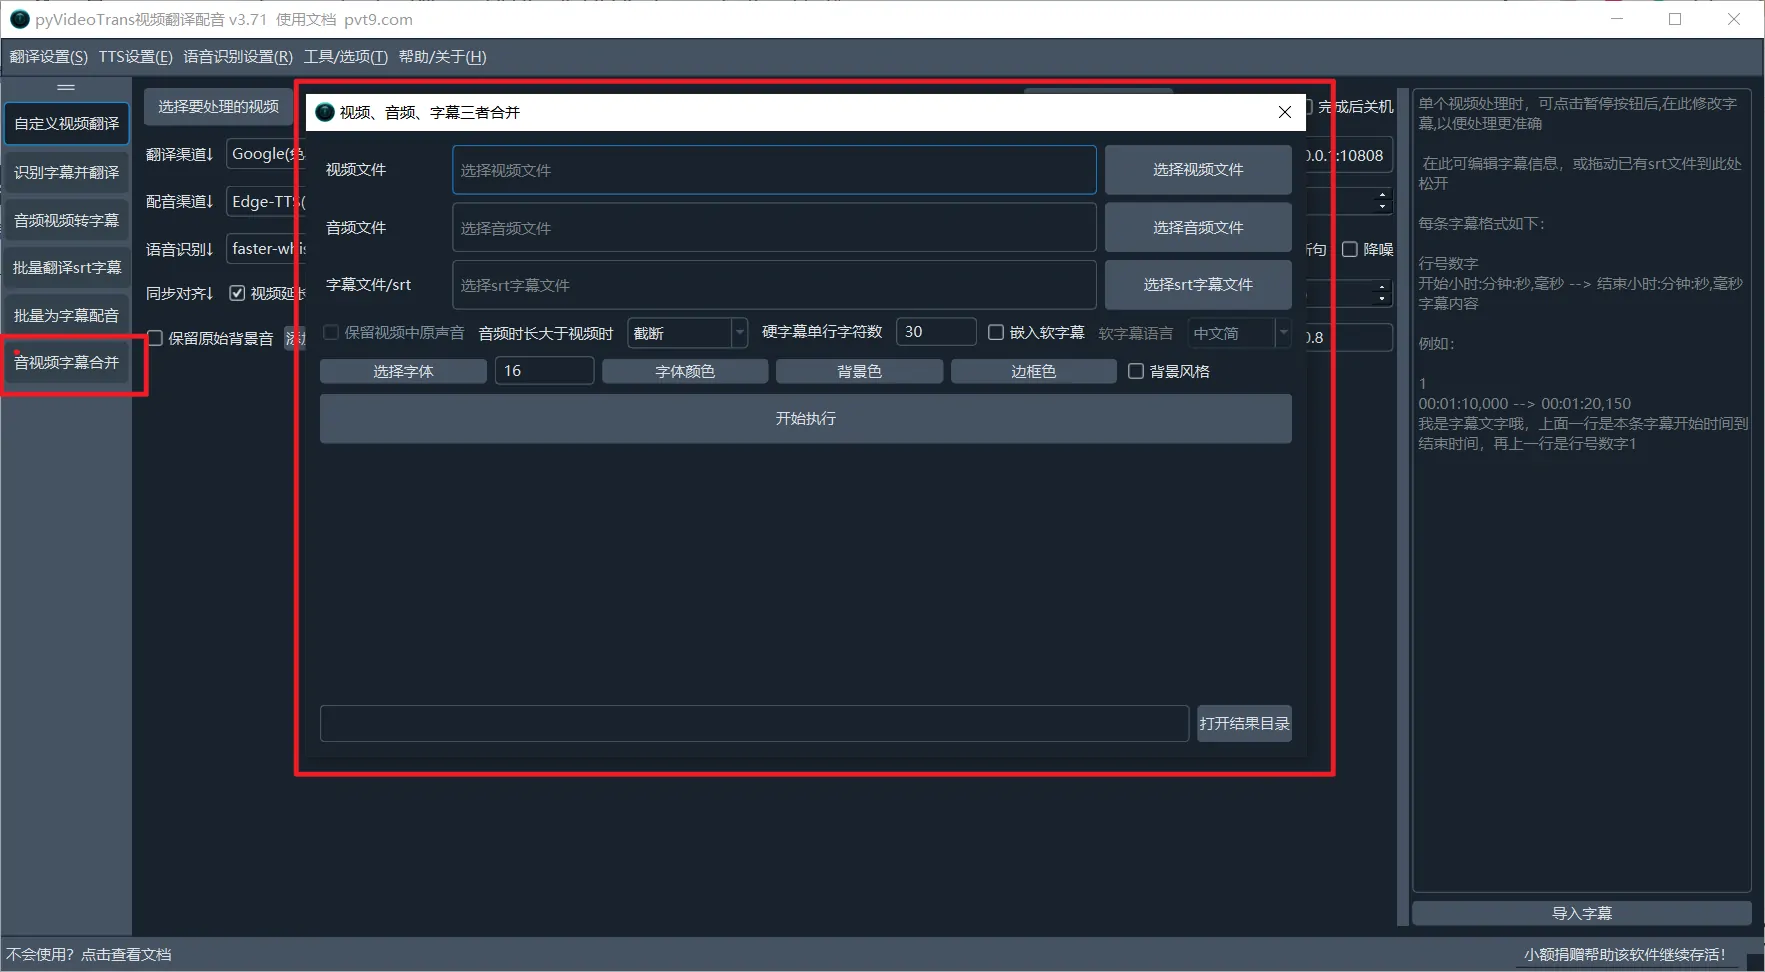 pyVideoTrans视频翻译配音 v3.71 使用文档 pvt9.com
翻译设置(S) TTS设置(E) 语音识别设置(R) 工具/选项(T) 帮助/关于(H)
自定义视频翻译
识别字幕并翻译
音频视频转字幕
批量翻译srt字幕
批量为字幕配音
音视频字幕合并
选择要处理的视频
翻译渠道↓ Google(
配音渠道↓ Edge-TTS(
语音识别↓ faster-whis
同步对齐↓ 视频延
保留原始背景音
视频、音频、字幕三者合并
视频文件 选择视频文件 选择视频文件
音频文件 选择音频文件 选择音频文件
字幕文件/srt 选择srt字幕文件 选择srt字幕文件
保留视频中原声音 音频时长大于视频时 截断 硬字幕单行字符数 30 嵌入软字幕 软字幕语言 中文简
选择字体 16 字体颜色 背景色 边框色 背景风格
开始执行
打开结果目录
完成后关机
0.0.1:10808
句 降噪
0.8
单个视频处理时，可点击暂停按钮后,在此修改字
幕,以便处理更准确
在此可编辑字幕信息，或拖动已有srt文件到此处
松开
每条字幕格式如下：
行号数字
开始小时:分钟:秒,毫秒 --> 结束小时:分钟:秒,毫秒
字幕内容
例如：
1
00:01:10,000 --> 00:01:20,150
我是字幕文字哦，上面一行是本条字幕开始时间到
结束时间，再上一行是行号数字1
导入字幕
不会使用？点击查看文档
小额捐赠帮助该软件继续存活！